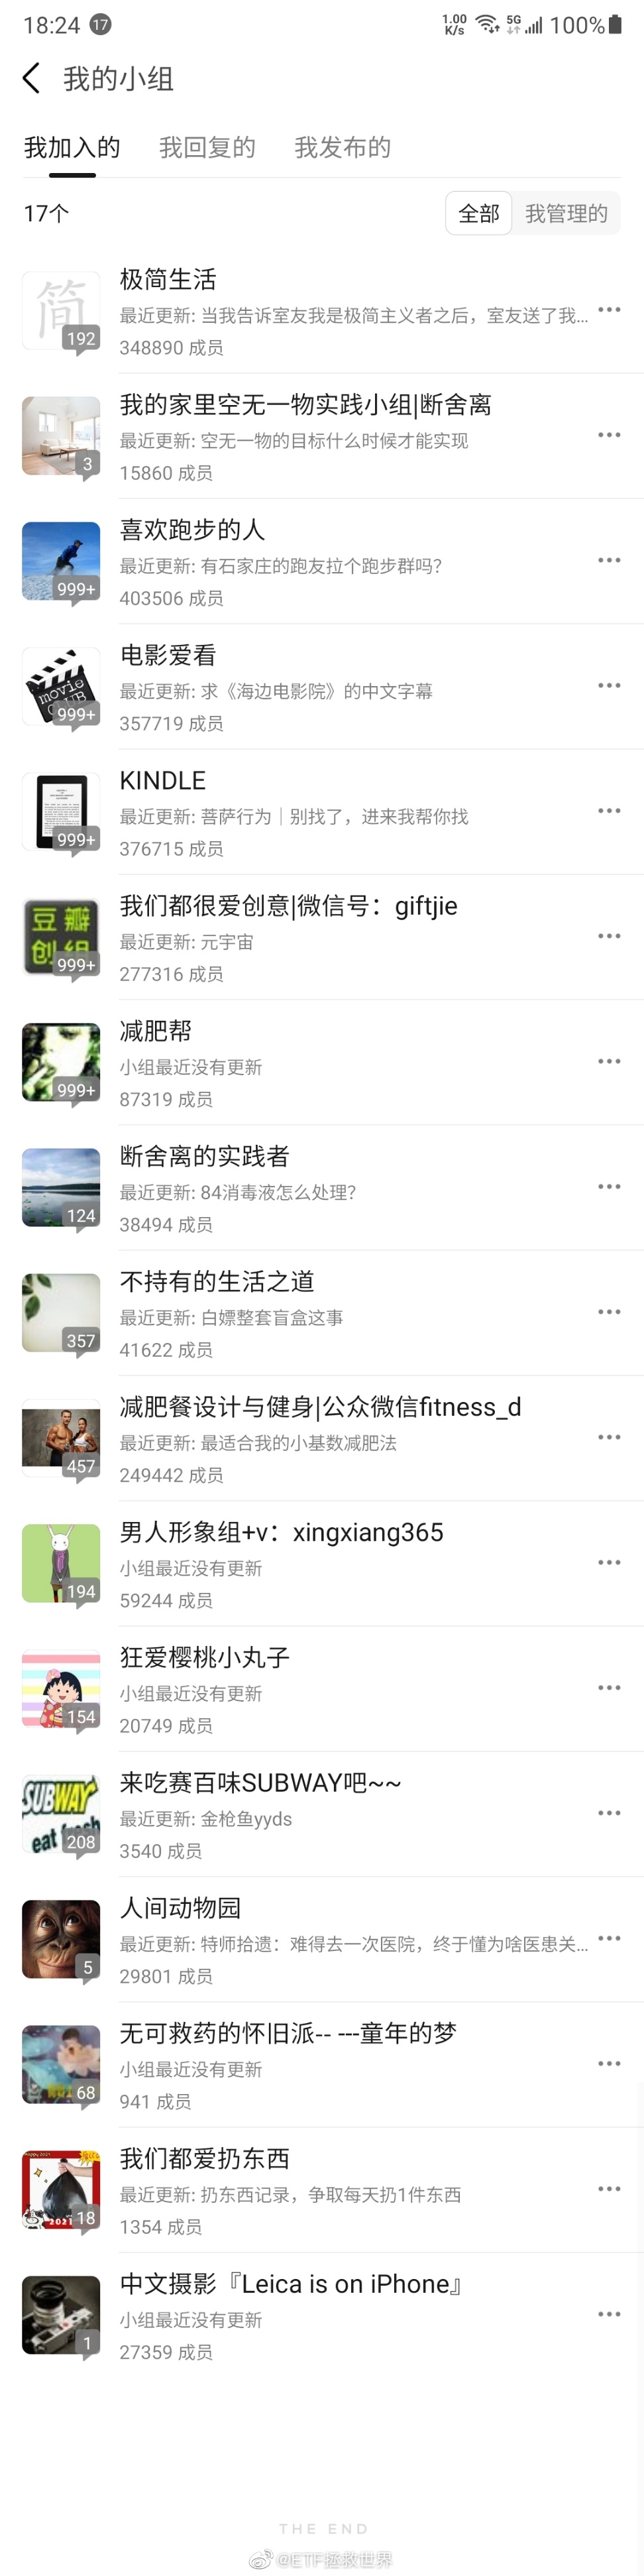 18:24 17 1.00 K/s 5G 100%
我的小组
我加入的 我回复的 我发布的
17个 全部 我管理的
简
192
极简生活
最近更新: 当我告诉室友我是极简主义者之后，室友送了我...
348890 成员
3
我的家里空无一物实践小组|断舍离
最近更新: 空无一物的目标什么时候才能实现
15860 成员
999+
喜欢跑步的人
最近更新: 有石家庄的跑友拉个跑步群吗？
403506 成员
movie
CLUB
999+
电影爱看
最近更新: 求《海边电影院》的中文字幕
357719 成员
999+
KINDLE
最近更新: 菩萨行为｜别找了，进来我帮你找
376715 成员
豆瓣
创组
999+
我们都很爱创意|微信号：giftjie
最近更新: 元宇宙
277316 成员
999+
减肥帮
小组最近没有更新
87319 成员
124
断舍离的实践者
最近更新: 84消毒液怎么处理？
38494 成员
357
不持有的生活之道
最近更新: 白嫖整套盲盒这事
41622 成员
457
减肥餐设计与健身|公众微信fitness_d
最近更新: 最适合我的小基数减肥法
249442 成员
194
男人形象组+v：xingxiang365
小组最近没有更新
59244 成员
154
狂爱樱桃小丸子
小组最近没有更新
20749 成员
SUBWAY
eat fresh
208
来吃赛百味SUBWAY吧~~
最近更新: 金枪鱼yyds
3540 成员
5
人间动物园
最近更新: 特师拾遗：难得去一次医院，终于懂为啥医患关...
29801 成员
68
无可救药的怀旧派-- ---童年的梦
小组最近没有更新
941 成员
2021
18
我们都爱扔东西
最近更新: 扔东西记录，争取每天扔1件东西
1354 成员
1
中文摄影『Leica is on iPhone』
小组最近没有更新
27359 成员
THE END
@ETF拯救世界